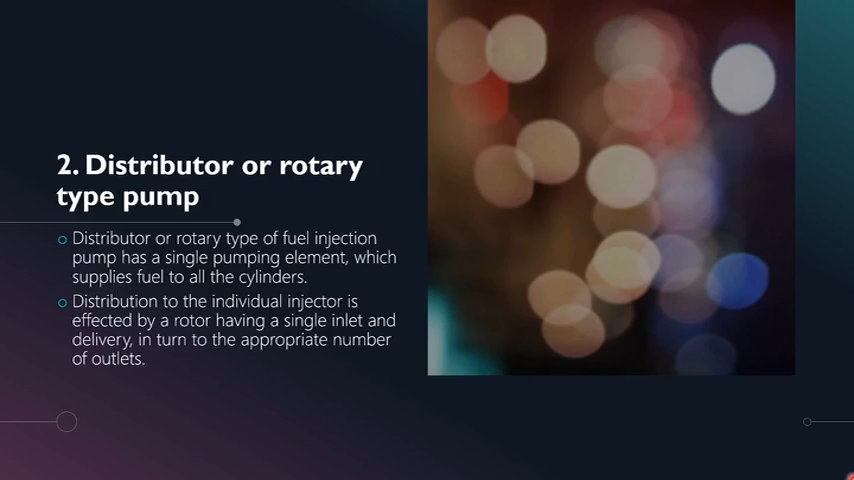 2. Distributor or rotary
type pump
Distributor or rotary type of fuel injection
pump has a single pumping element, which
supplies fuel to all the cylinders.
Distribution to the individual injector is
effected by a rotor having a single inlet and
delivery, in turn to the appropriate number
of outlets.